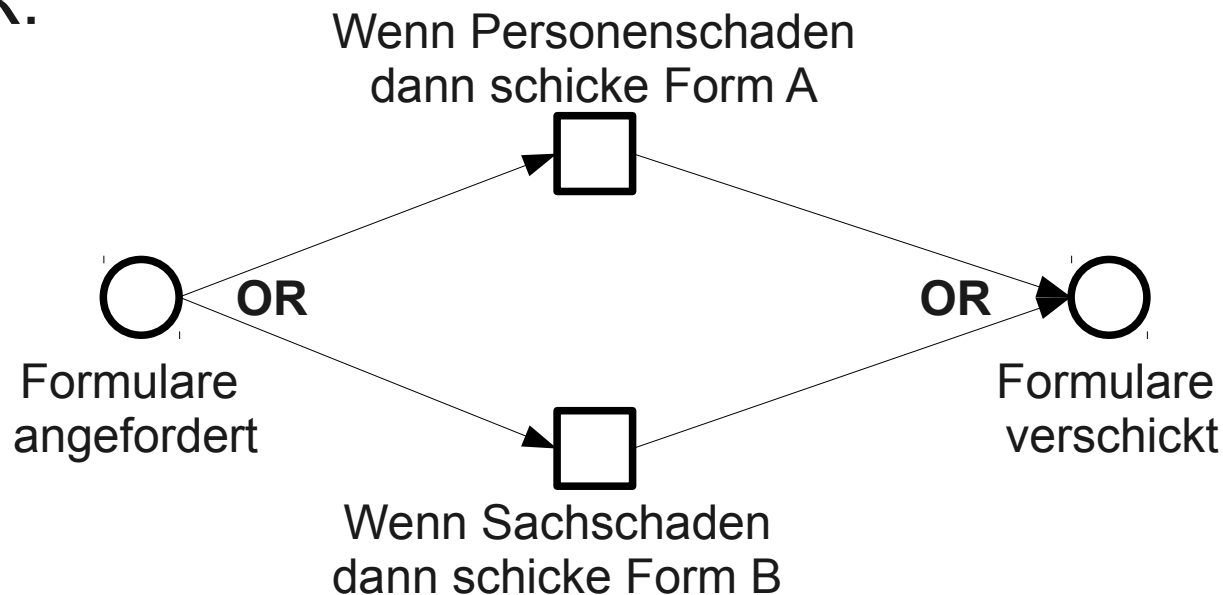 Wenn Personenschaden
dann schicke Form A
OR
OR
Formulare
angefordert
Formulare
verschickt
Wenn Sachschaden
dann schicke Form B